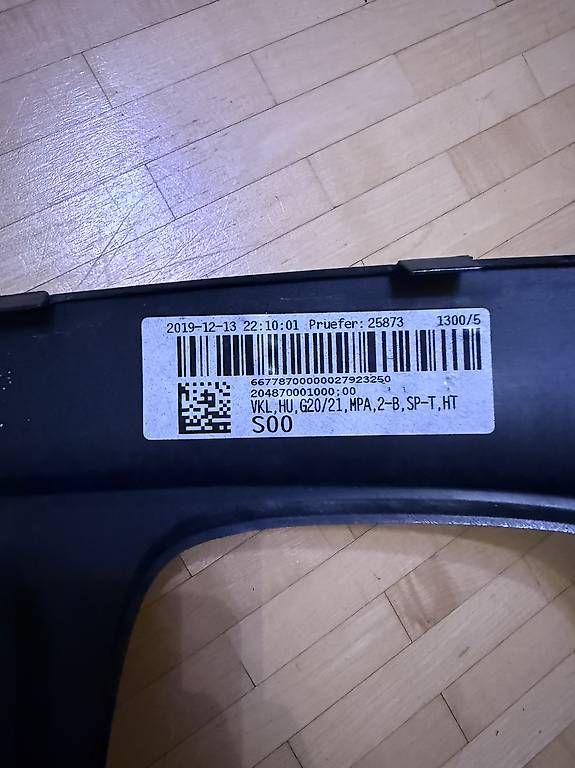 2019-12-13 22:10:01 Pruefer:25873 1300/5
66778700000027923250
204870001000;00
VKL,HU,G20/21,MPA,2-B,SP-T,HT
S00